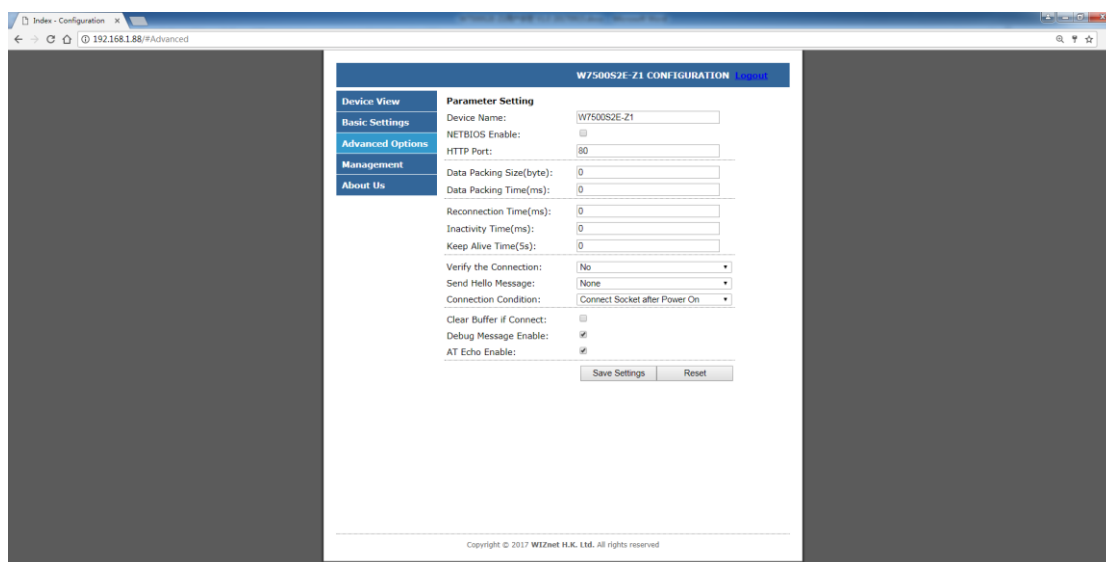 Index - Configuration
192.168.1.88/#Advanced
W7500S2E-Z1 CONFIGURATION Logout
Device View
Basic Settings
Advanced Options
Management
About Us
Parameter Setting
Device Name: W7500S2E-Z1
NETBIOS Enable:
HTTP Port: 80
Data Packing Size(byte): 0
Data Packing Time(ms): 0
Reconnection Time(ms): 0
Inactivity Time(ms): 0
Keep Alive Time(5s): 0
Verify the Connection: No
Send Hello Message: None
Connection Condition: Connect Socket after Power On
Clear Buffer if Connect:
Debug Message Enable:
AT Echo Enable:
Save Settings Reset
Copyright © 2017 WIZnet H.K. Ltd. All rights reserved